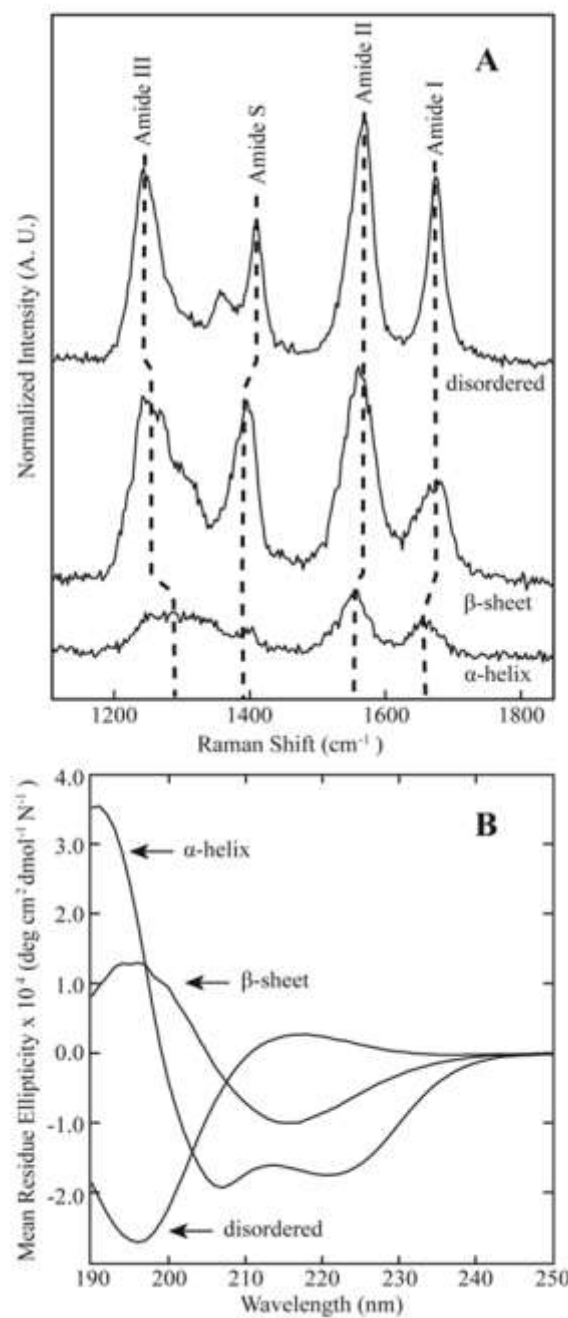 A
Amide III
Amide S
Amide II
Amide I
Normalized Intensity (A. U.)
disordered
β-sheet
α-helix
1200 1400 1600 1800
Raman Shift (cm⁻¹ )
B
4.0
3.0
2.0
1.0
0.0
-1.0
-2.0
Mean Residue Ellipticity x 10⁻⁴ (deg cm² dmol⁻¹ N⁻¹)
α-helix
β-sheet
disordered
190 200 210 220 230 240 250
Wavelength (nm)